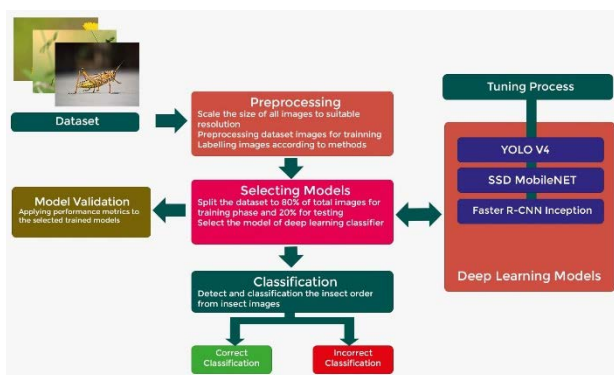 Dataset
Preprocessing
Scale the size of all images to suitable
resolution
Preprocessing dataset images for trainning
Labelling images according to methods
Model Validation
Applying performance metrics to
the selected trained models
Selecting Models
Split the dataset to 80% of total images for
training phase and 20% for testing
Select the model of deep learning classifier
Classification
Detect and classification the insect order
from insect images
Correct
Classification
Incorrect
Classification
Tuning Process
YOLO V4
SSD MobileNET
Faster R-CNN Inception
Deep Learning Models